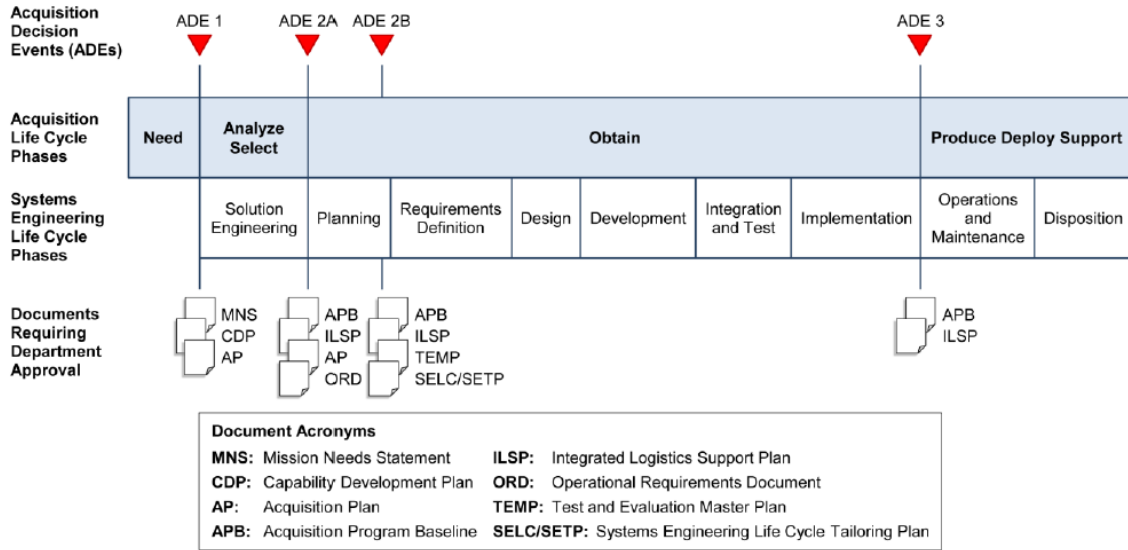 Acquisition
Decision
Events (ADEs)
ADE 1
ADE 2A
ADE 2B
ADE 3
Acquisition
Life Cycle
Phases
Need
Analyze
Select
Obtain
Produce Deploy Support
Systems
Engineering
Life Cycle
Phases
Solution
Engineering
Planning
Requirements
Definition
Design
Development
Integration
and Test
Implementation
Operations
and
Maintenance
Disposition
Documents
Requiring
Department
Approval
MNS
CDP
AP
APB
ILSP
AP
ORD
APB
ILSP
TEMP
SELC/SETP
APB
ILSP
Document Acronyms
MNS: Mission Needs Statement
CDP: Capability Development Plan
AP: Acquisition Plan
APB: Acquisition Program Baseline
ILSP: Integrated Logistics Support Plan
ORD: Operational Requirements Document
TEMP: Test and Evaluation Master Plan
SELC/SETP: Systems Engineering Life Cycle Tailoring Plan